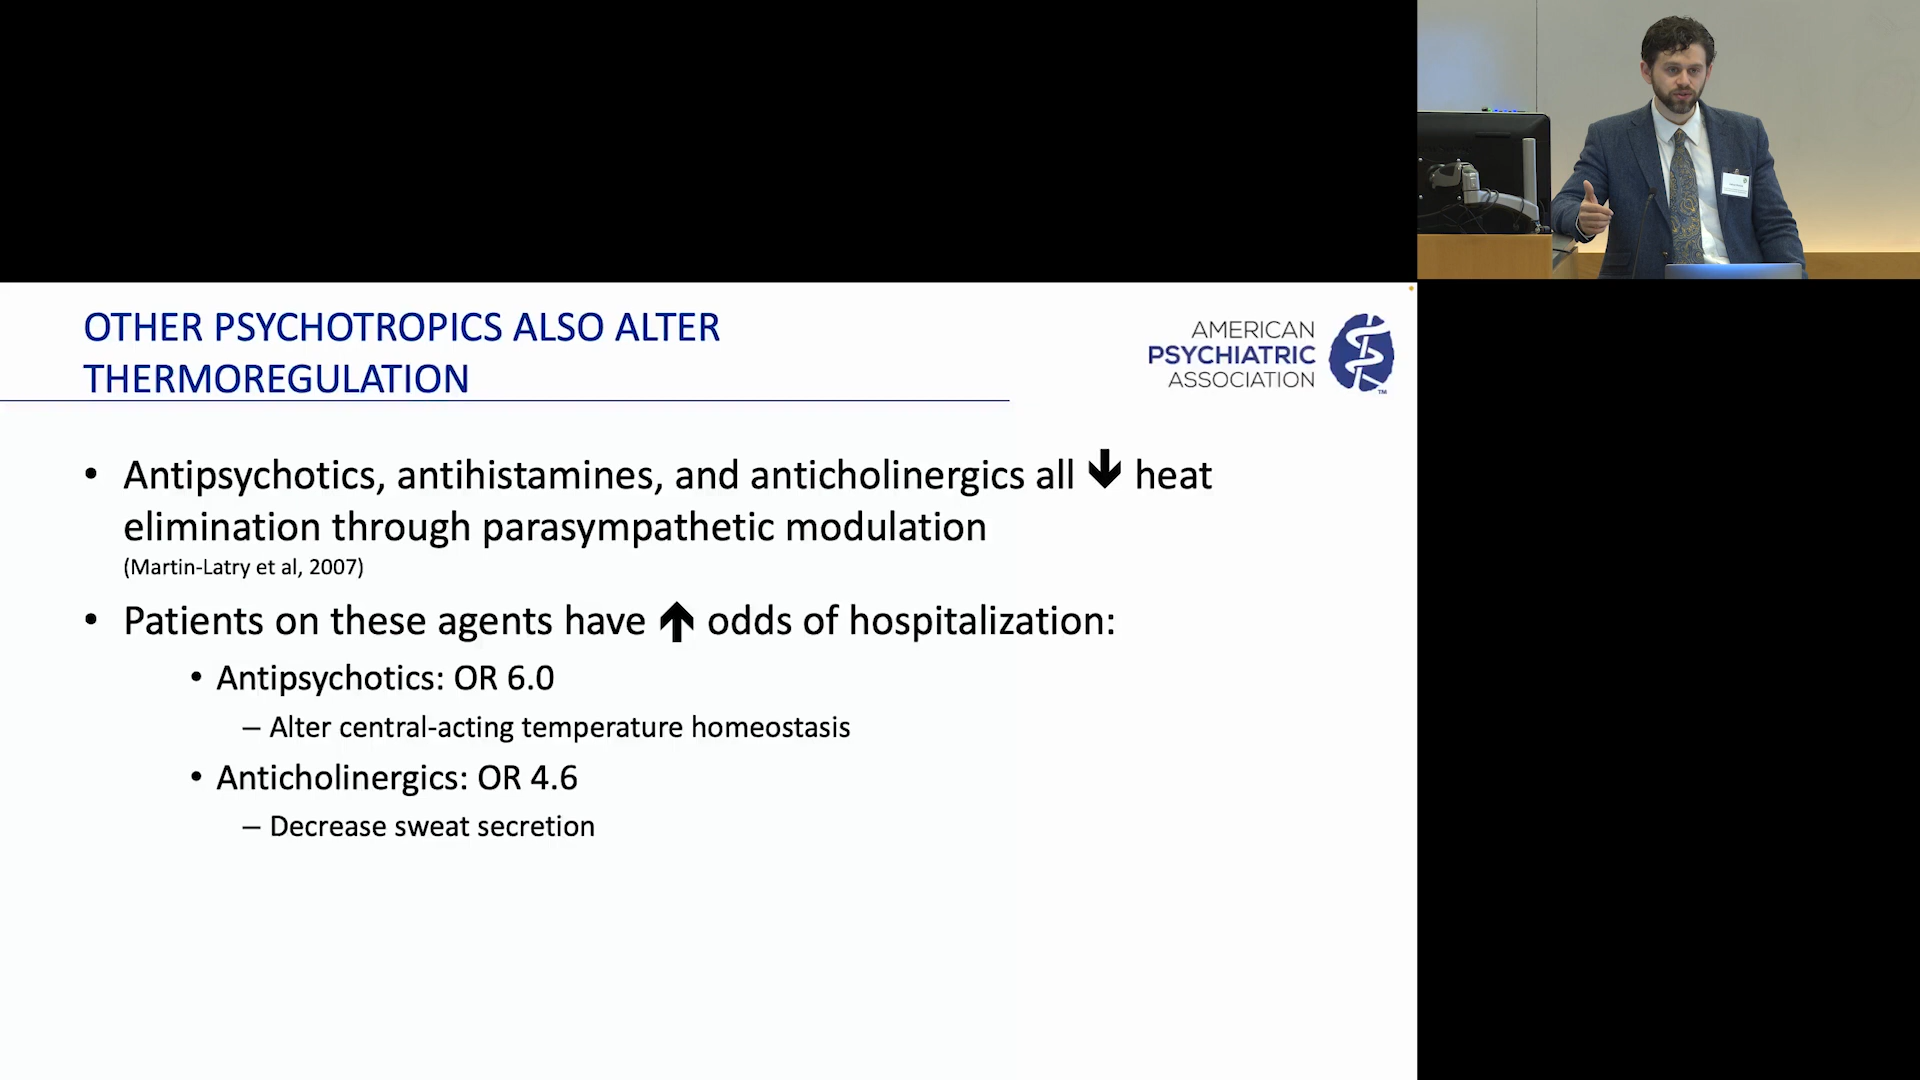 OTHER PSYCHOTROPICS ALSO ALTER
THERMOREGULATION
AMERICAN
PSYCHIATRIC
ASSOCIATION
TM
• Antipsychotics, antihistamines, and anticholinergics all ↓ heat
elimination through parasympathetic modulation
(Martin-Latry et al, 2007)
• Patients on these agents have ↑ odds of hospitalization:
• Antipsychotics: OR 6.0
– Alter central-acting temperature homeostasis
• Anticholinergics: OR 4.6
– Decrease sweat secretion